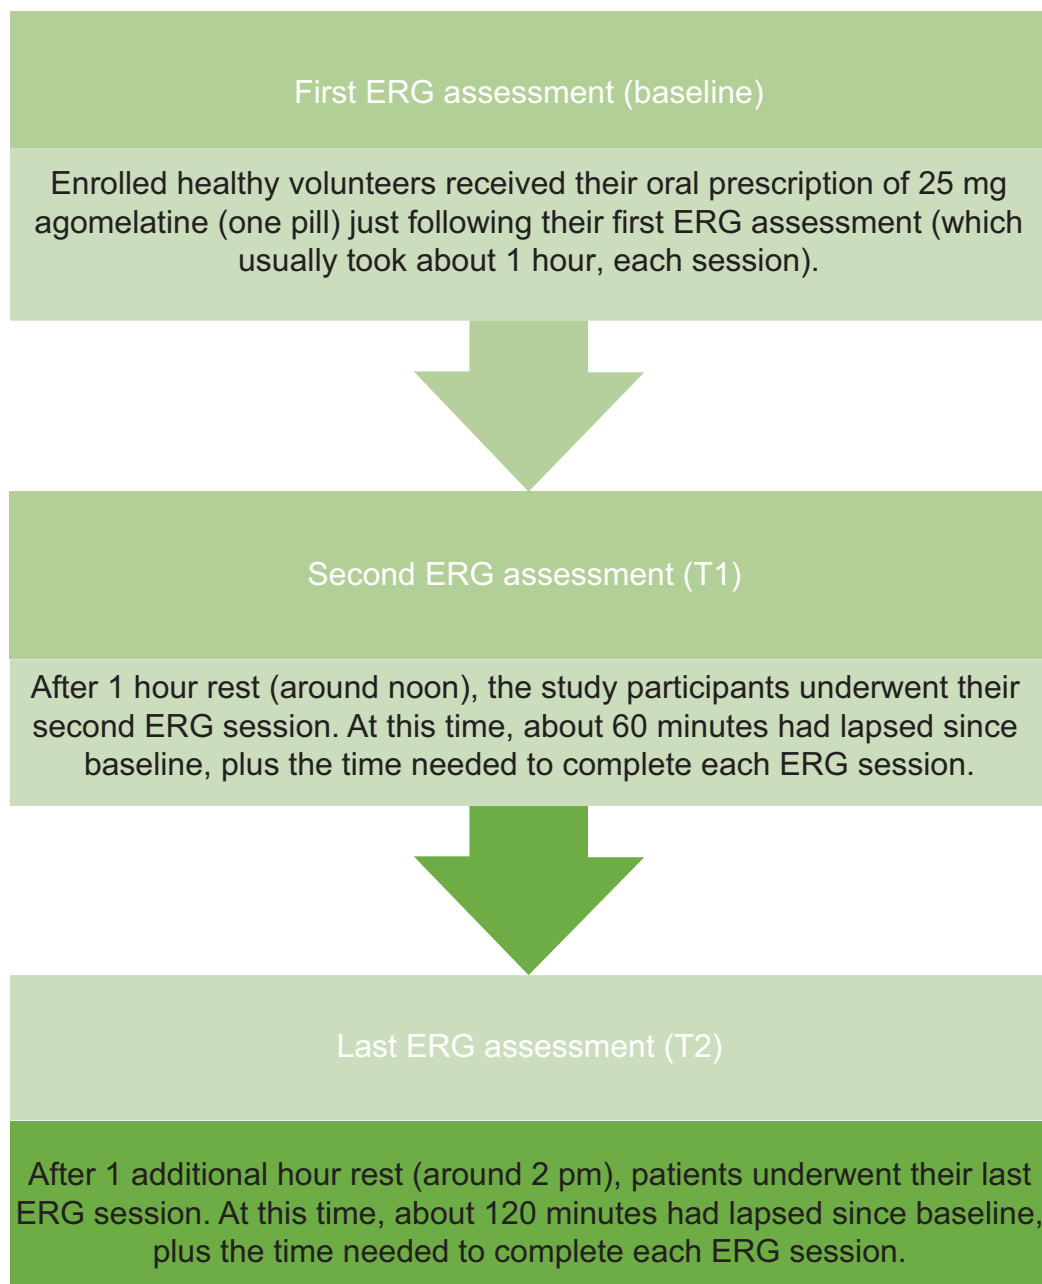 First ERG assessment (baseline)
Enrolled healthy volunteers received their oral prescription of 25 mg
agomelatine (one pill) just following their first ERG assessment (which
usually took about 1 hour, each session).
Second ERG assessment (T1)
After 1 hour rest (around noon), the study participants underwent their
second ERG session. At this time, about 60 minutes had lapsed since
baseline, plus the time needed to complete each ERG session.
Last ERG assessment (T2)
After 1 additional hour rest (around 2 pm), patients underwent their last
ERG session. At this time, about 120 minutes had lapsed since baseline,
plus the time needed to complete each ERG session.